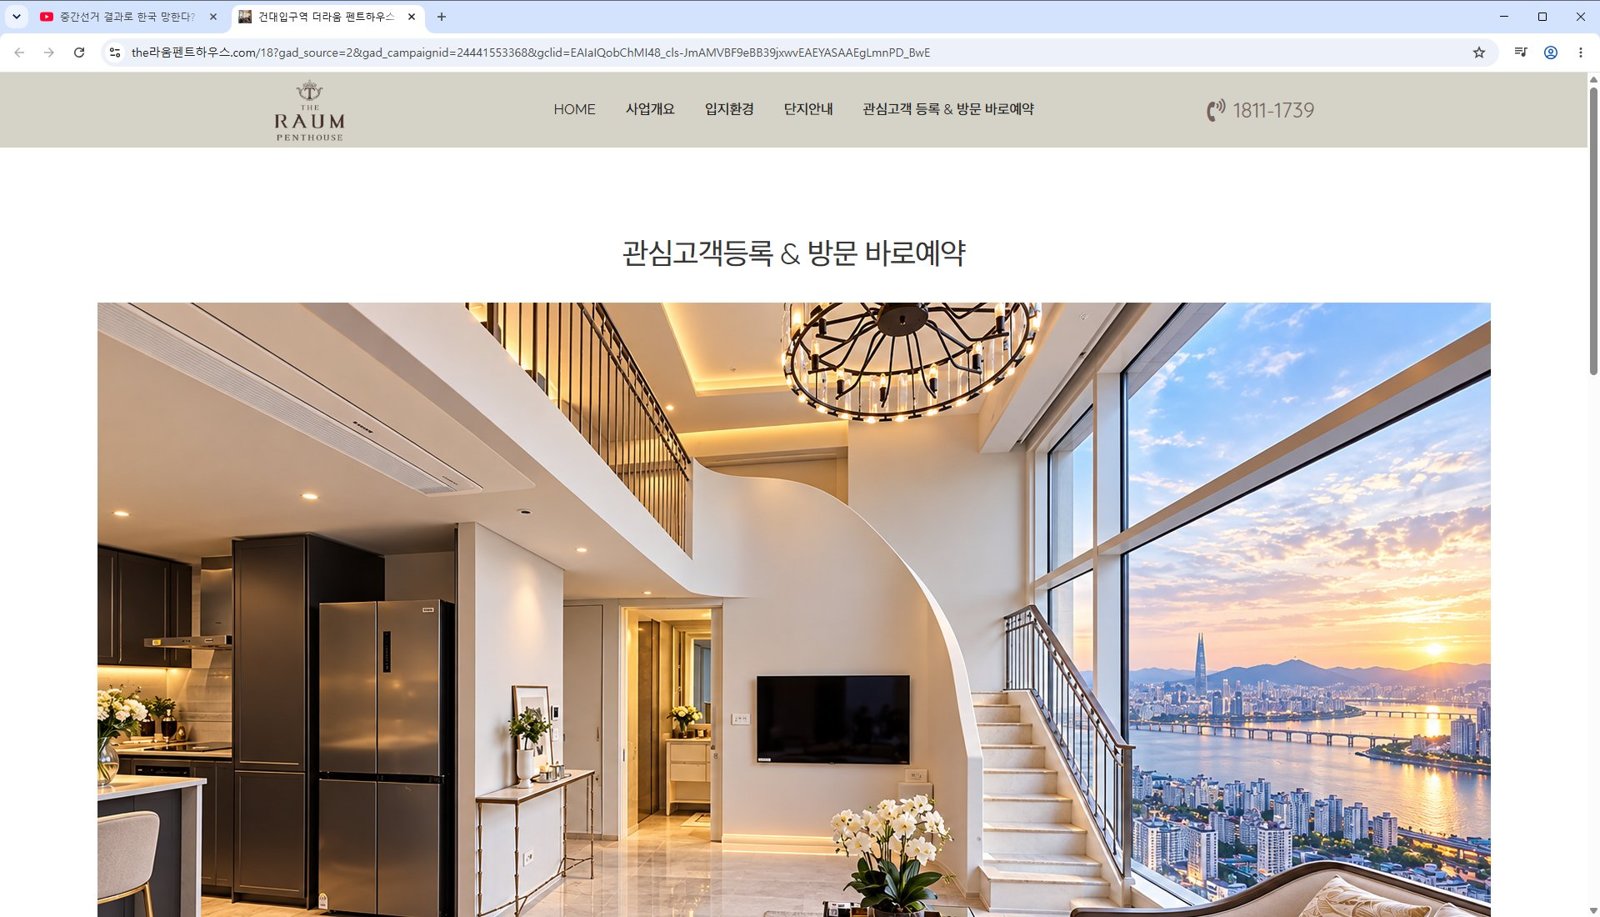 중간선거 결과로 한국 망한다?
건대입구역 더라움 펜트하우스
the라움펜트하우스.com/18?gad_source=2&gad_campaignid=24441553368&gclid=EAIaIQobChMI48_cls-JmAMVBF9eBB39jxwvEAEYASAAEgLmnPD_BwE
THE
RAUM
PENTHOUSE
HOME 사업개요 입지환경 단지안내 관심고객 등록 & 방문 바로예약
1811-1739
관심고객등록 & 방문 바로예약